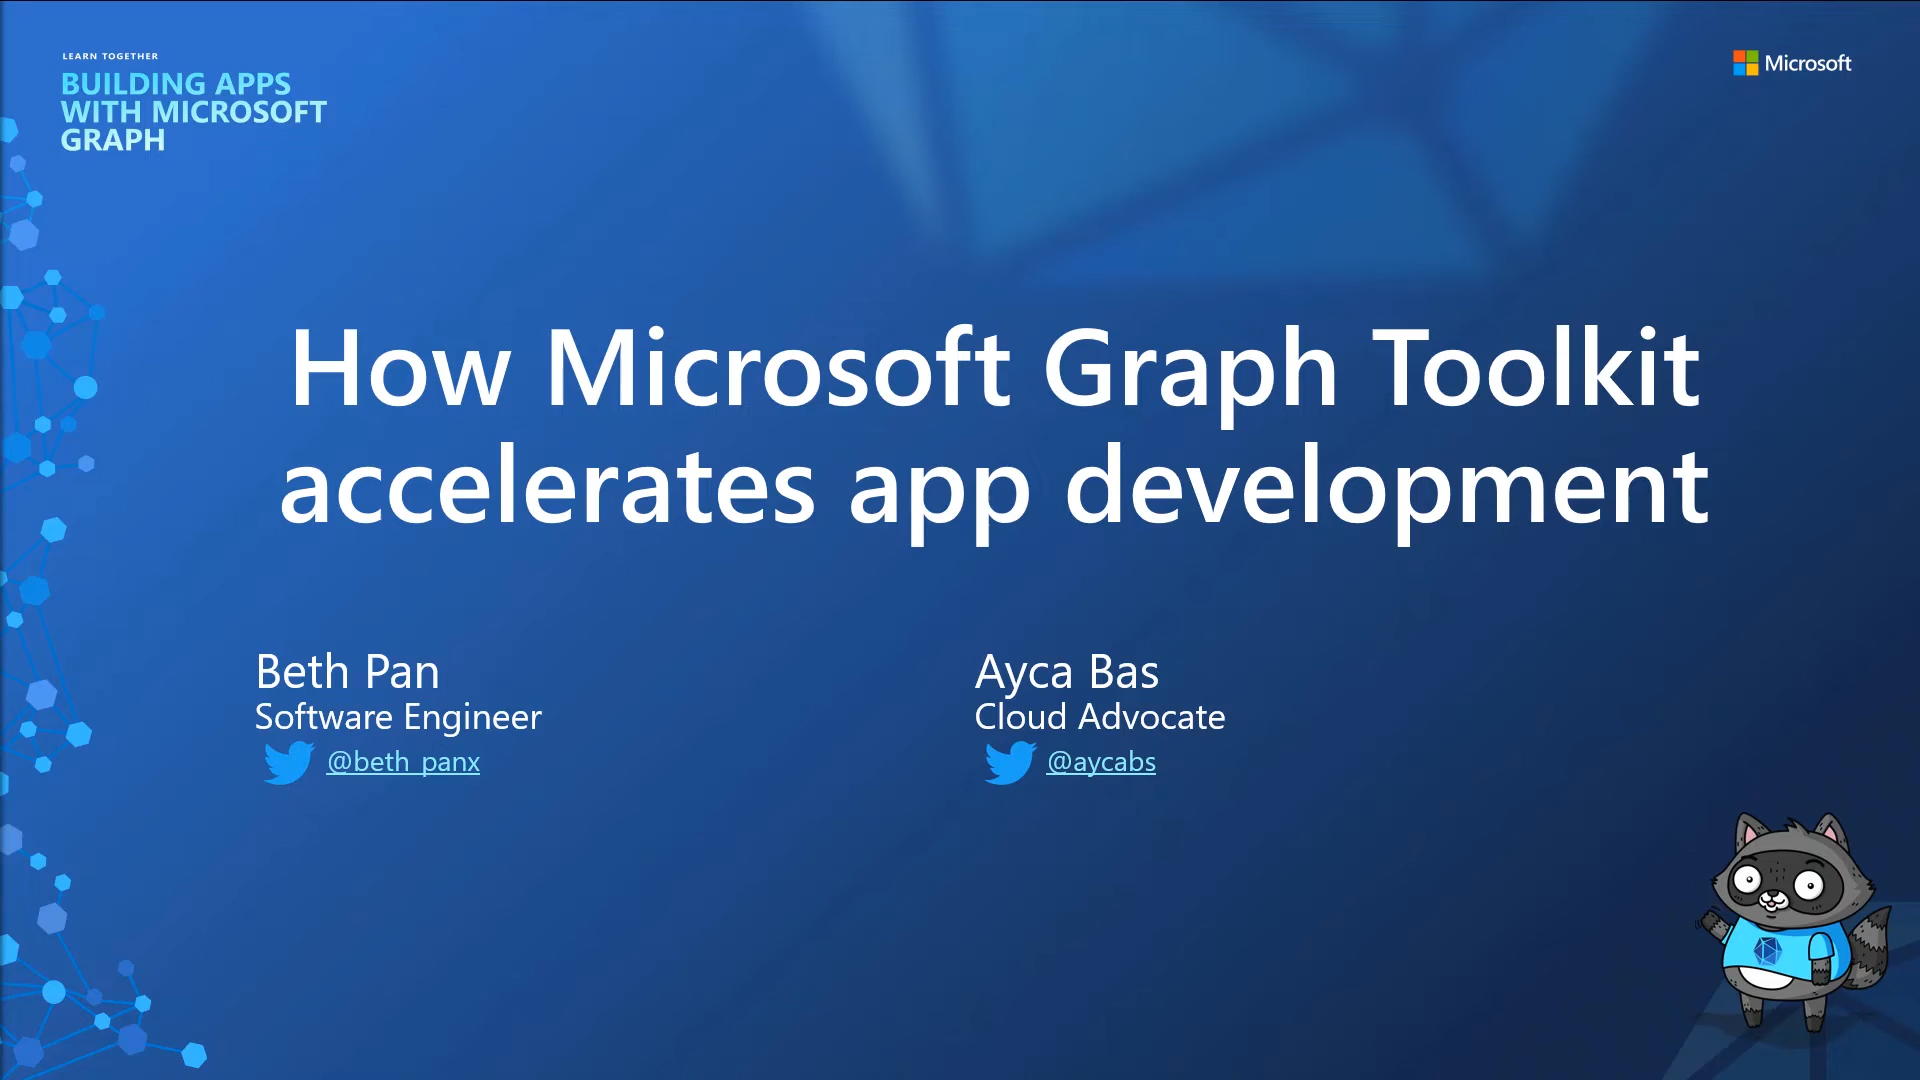 LEARN TOGETHER
BUILDING APPS
WITH MICROSOFT
GRAPH
Microsoft
How Microsoft Graph Toolkit
accelerates app development
Beth Pan
Software Engineer
@beth_panx
Ayca Bas
Cloud Advocate
@aycabs